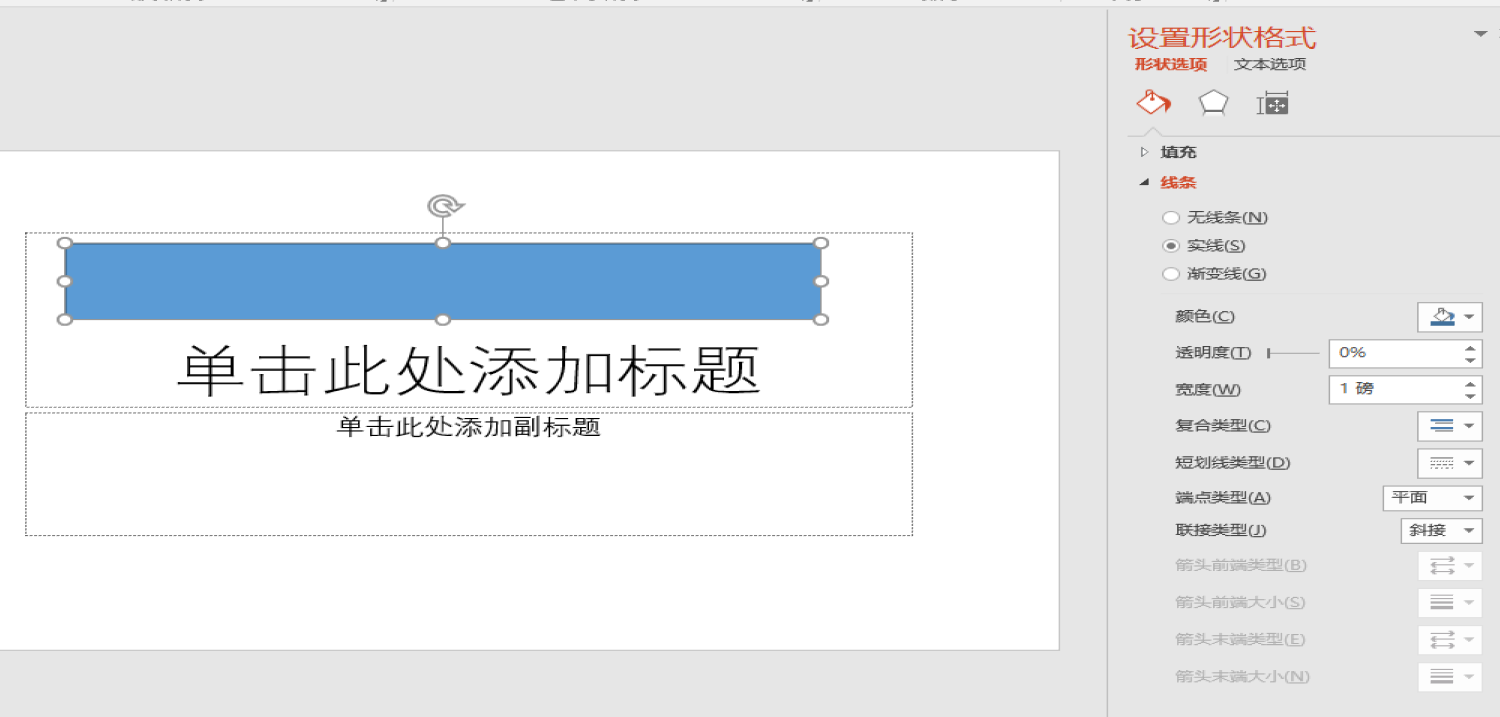 设置形状格式
形状选项 文本选项
填充
线条
无线条(N)
实线(S)
渐变线(G)
颜色(C)
透明度(T) 0%
宽度(W) 1 磅
复合类型(C)
短划线类型(D)
端点类型(A) 平面
联接类型(J) 斜接
箭头前端类型(B)
箭头前端大小(S)
箭头末端类型(E)
箭头末端大小(N)
单击此处添加标题
单击此处添加副标题